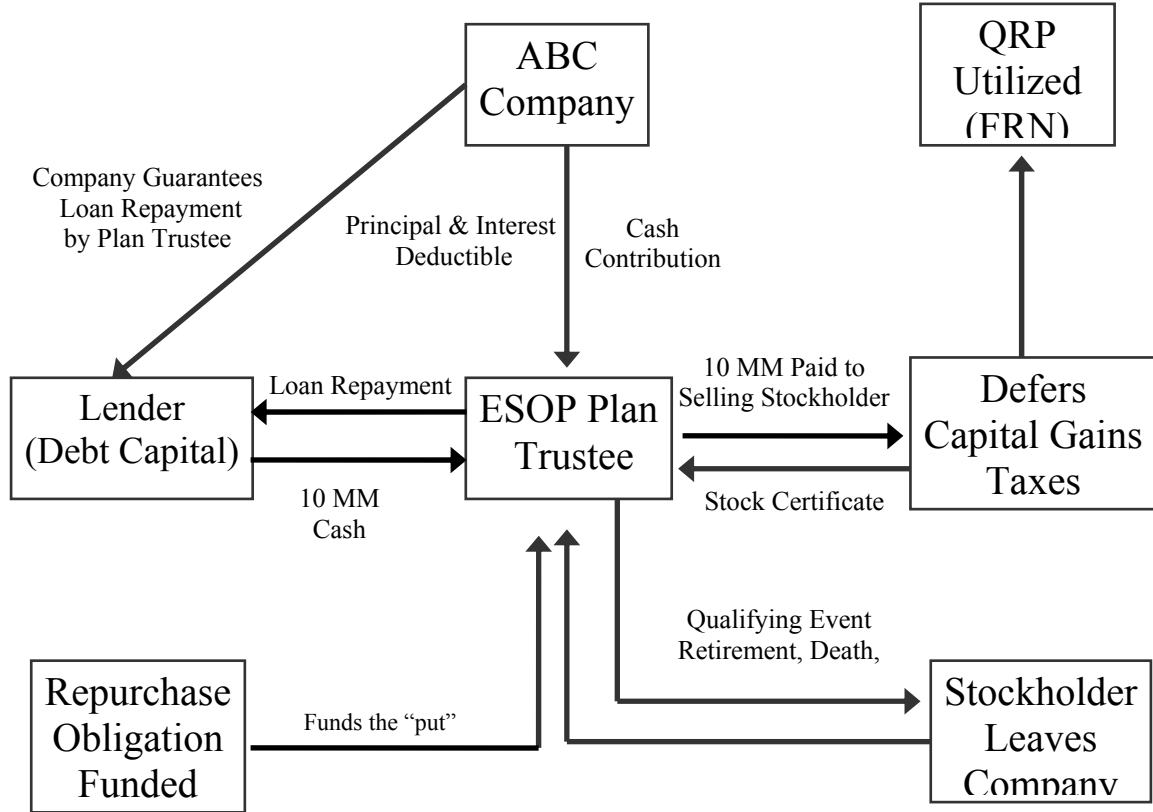 ABC
Company
QRP
Utilized
(FRN)
Company Guarantees
Loan Repayment
by Plan Trustee
Principal & Interest
Deductible
Cash
Contribution
Lender
(Debt Capital)
Loan Repayment
10 MM
Cash
ESOP Plan
Trustee
10 MM Paid to
Selling Stockholder
Stock Certificate
Defers
Capital Gains
Taxes
Qualifying Event
Retirement, Death,
Repurchase
Obligation
Funded
Funds the “put”
Stockholder
Leaves
Company